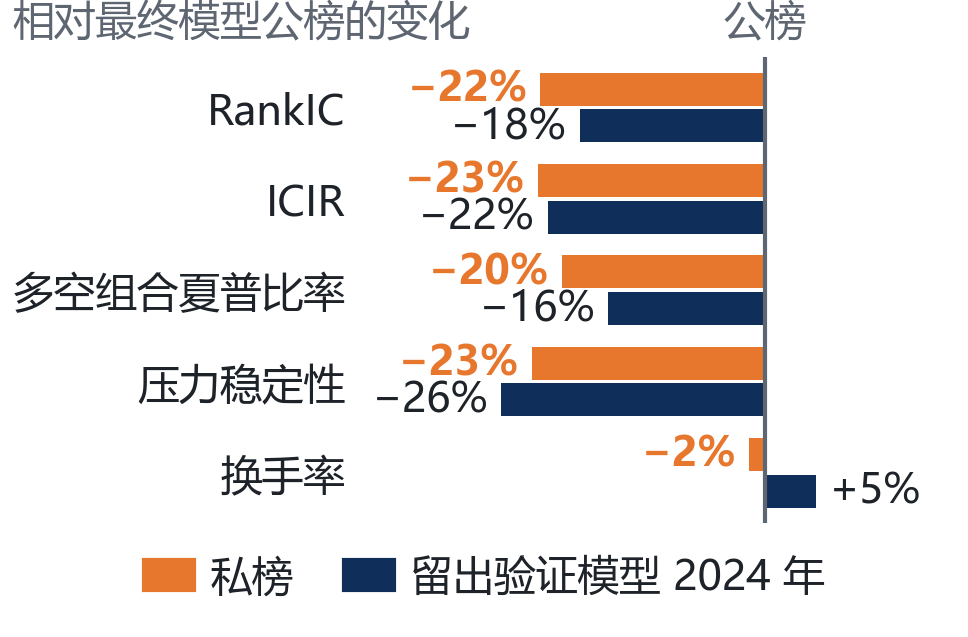 相对最终模型公榜的变化
公榜
RankIC
−22%
−18%
ICIR
−23%
−22%
多空组合夏普比率
−20%
−16%
压力稳定性
−23%
−26%
换手率
−2%
+5%
私榜
留出验证模型 2024 年